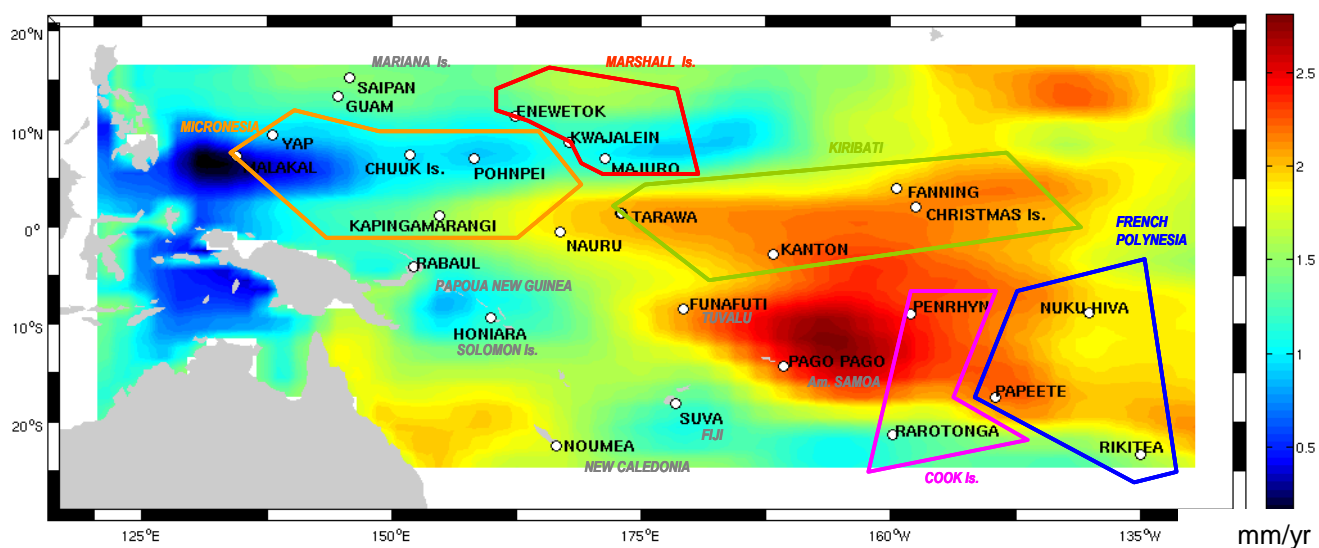 20°N
10°N
0°
10°S
20°S
MARIANA Is.
SAIPAN
GUAM
MICRONESIA
YAP
MALAKAL
CHUUK Is.
POHNPEI
KAPINGAMARANGI
MARSHALL Is.
ENEWETOK
KWAJALEIN
MAJURO
KIRIBATI
FANNING
CHRISTMAS Is.
TARAWA
NAURU
KANTON
RABAUL
PAPOUA NEW GUINEA
HONIARA
SOLOMON Is.
FUNAFUTI
TUVALU
PAGO PAGO
Am. SAMOA
SUVA
FIJI
NOUMEA
NEW CALEDONIA
PENRHYN
RAROTONGA
COOK Is.
FRENCH
POLYNESIA
NUKU HIVA
PAPEETE
RIKITEA
125°E
150°E
175°E
160°W
135°W
2.5
2
1.5
1
0.5
mm/yr